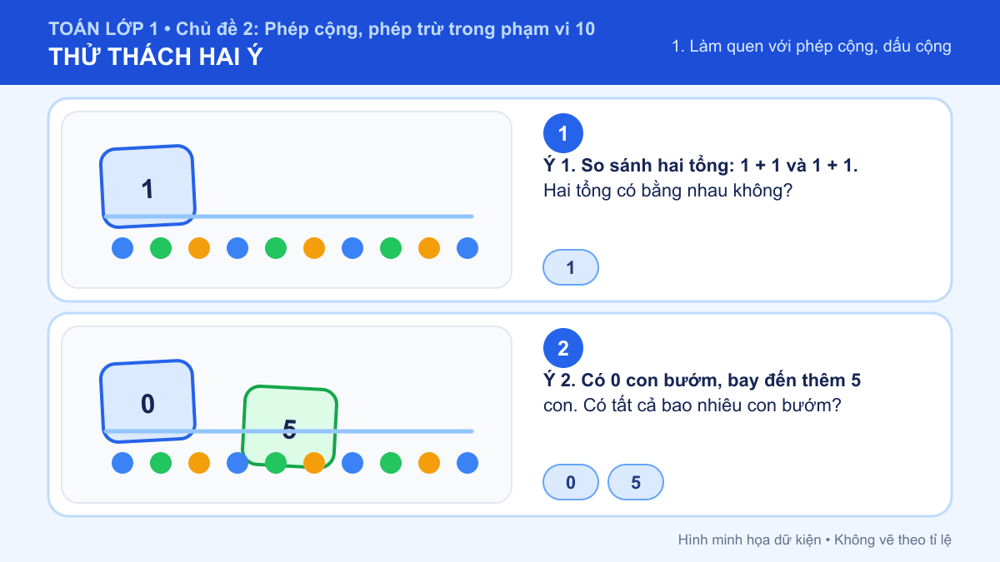 TOÁN LỚP 1 • Chủ đề 2: Phép cộng, phép trừ trong phạm vi 10
THỬ THÁCH HAI Ý
1. Làm quen với phép cộng, dấu cộng
1
1
Ý 1. So sánh hai tổng: 1 + 1 và 1 + 1.
Hai tổng có bằng nhau không?
1
0
5
2
Ý 2. Có 0 con bướm, bay đến thêm 5
con. Có tất cả bao nhiêu con bướm?
0
5
Hình minh họa dữ kiện • Không vẽ theo tỉ lệ